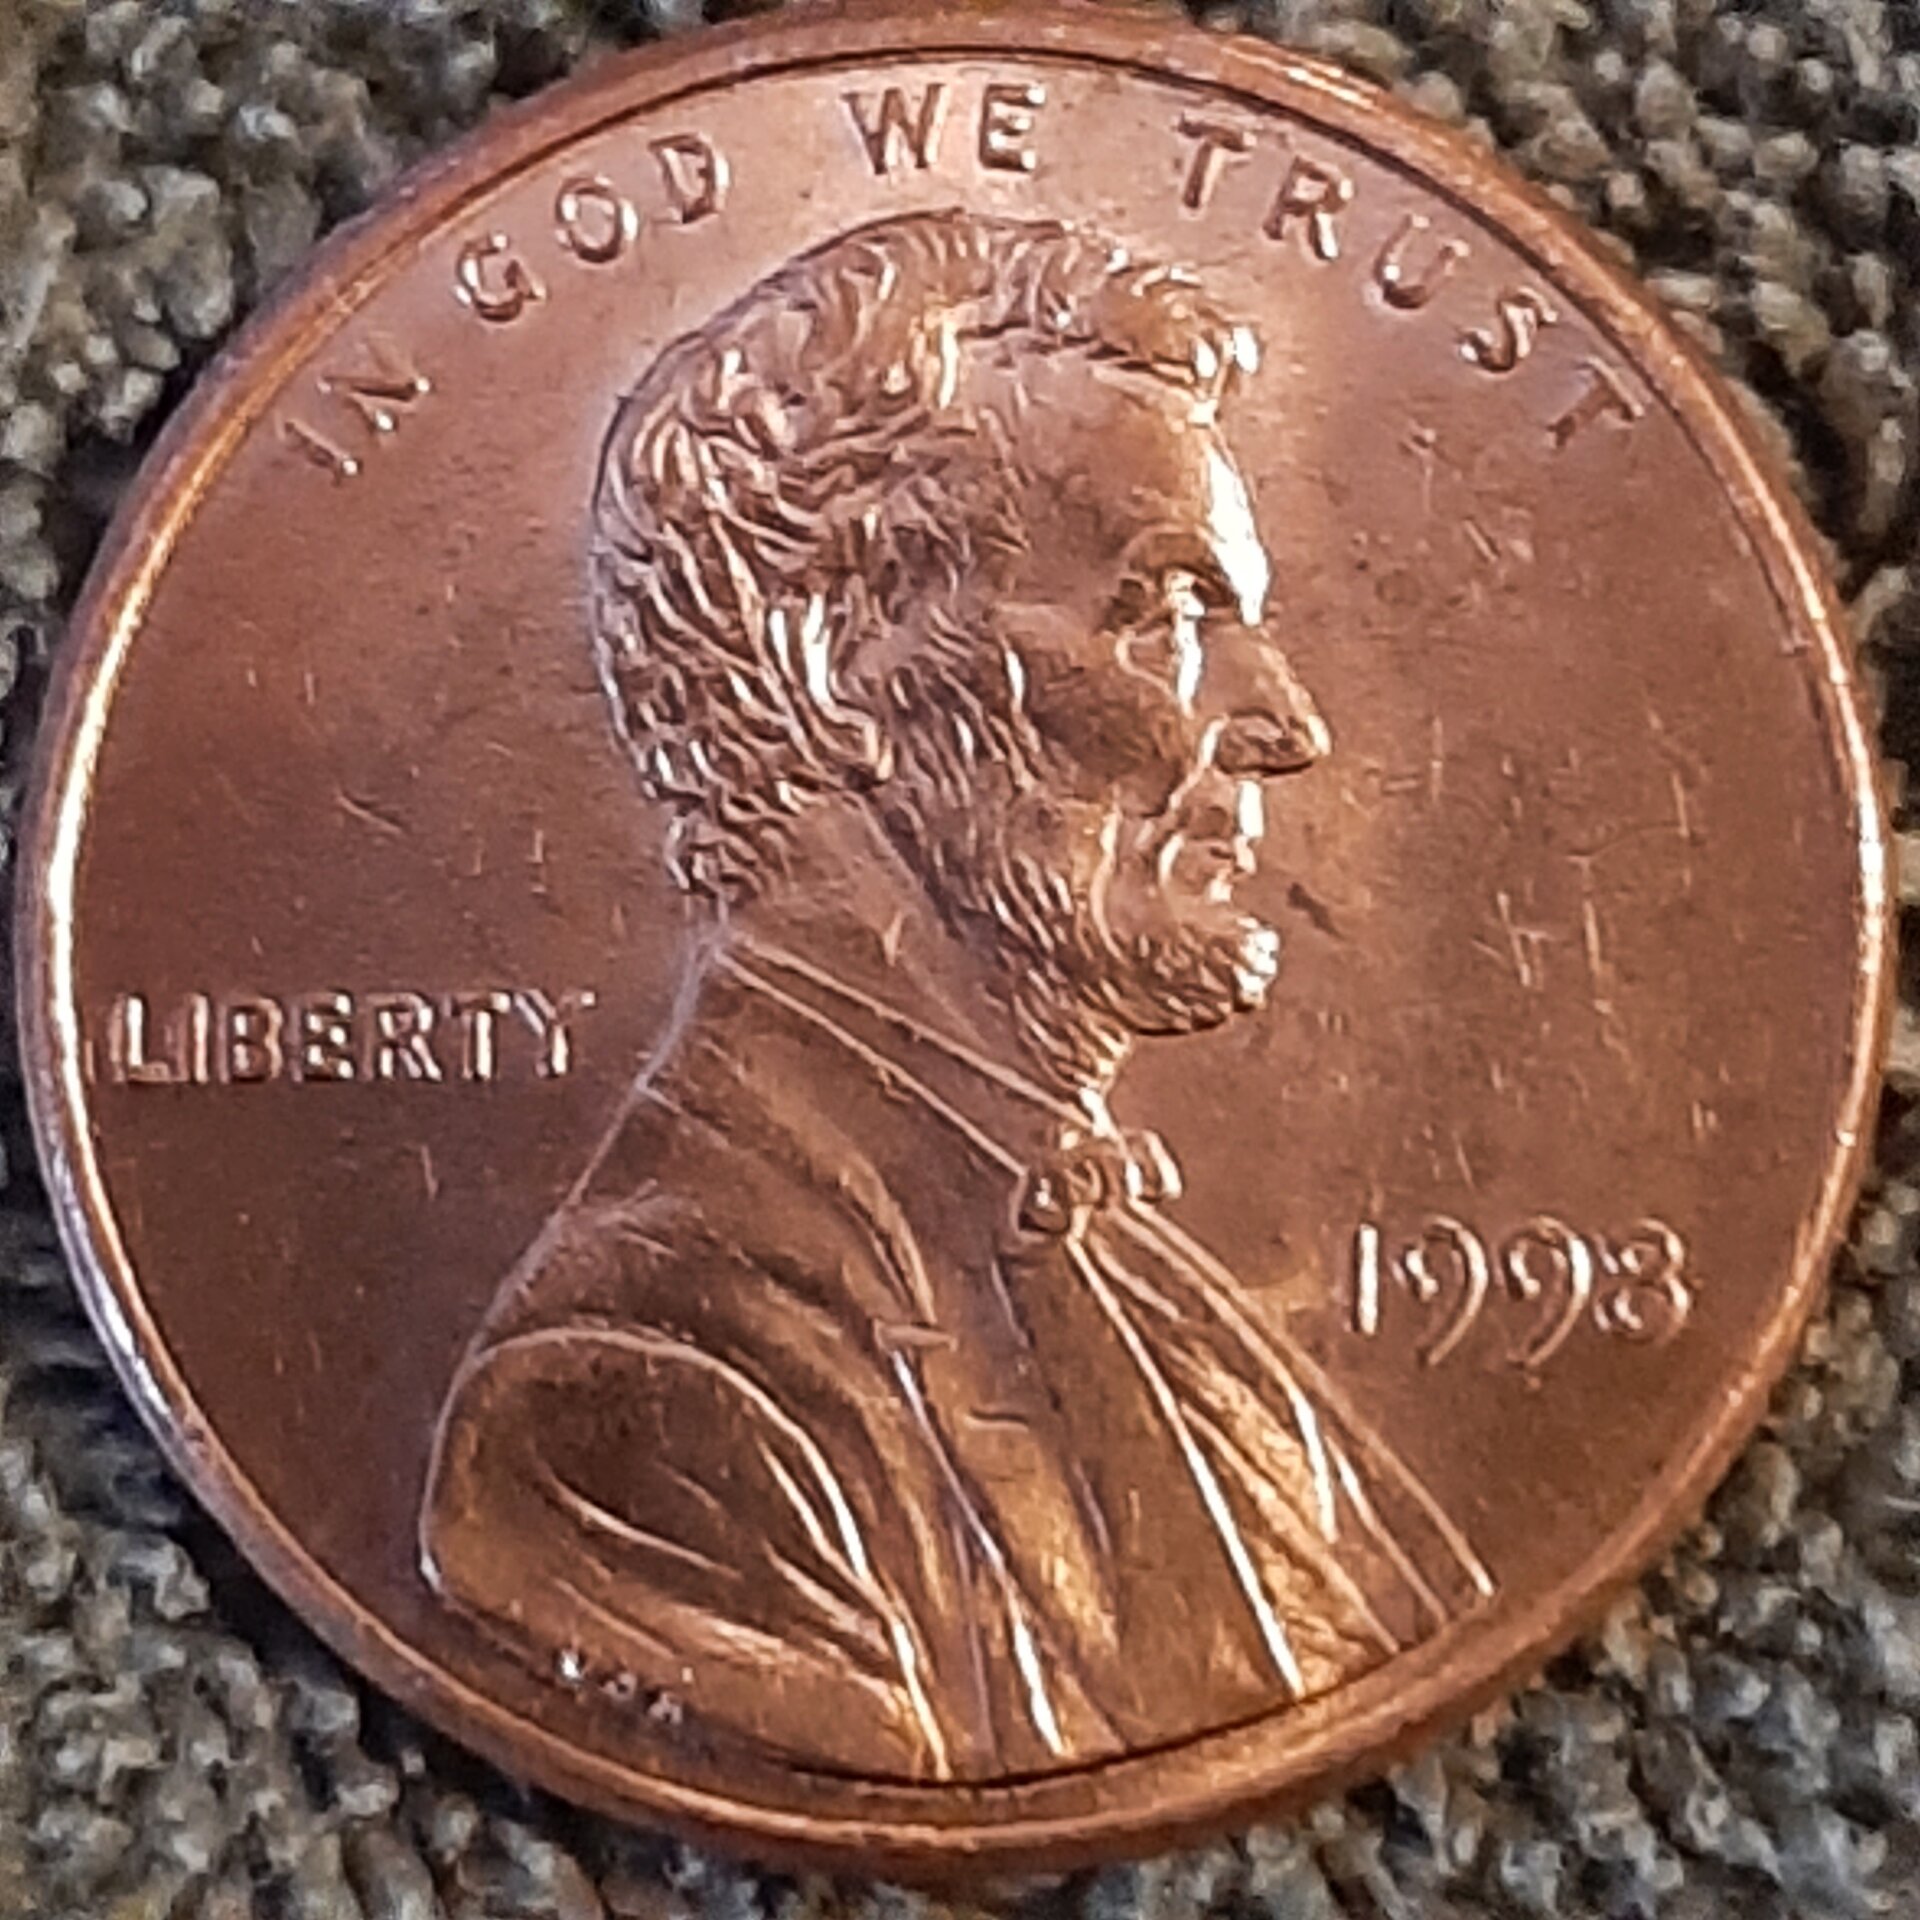 IN GOD WE TRUST
LIBERTY
1998